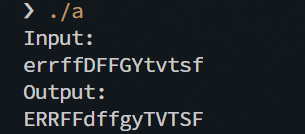 ❯ ./a
Input:
errffDFFGYtvtsf
Output:
ERRFFdffgyTVTSF